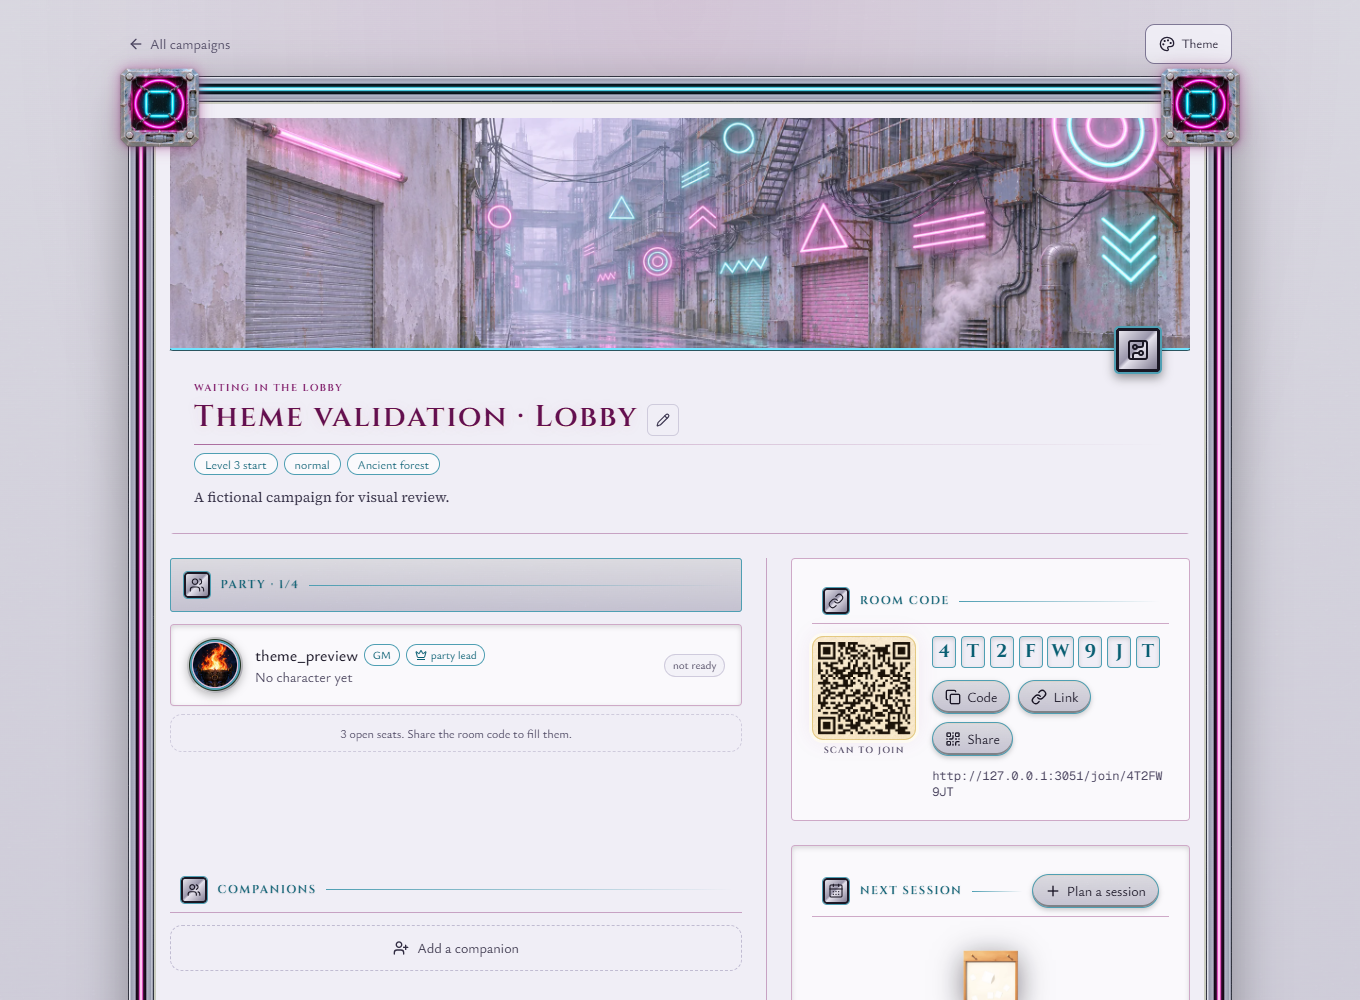 All campaigns
Theme
WAITING IN THE LOBBY
THEME VALIDATION · LOBBY
Level 3 start
normal
Ancient forest
A fictional campaign for visual review.
PARTY · 1/4
theme_preview
GM
party lead
No character yet
not ready
3 open seats. Share the room code to fill them.
ROOM CODE
4 T 2 F W 9 J T
Code
Link
Share
SCAN TO JOIN
http://127.0.0.1:3051/join/4T2FW
9JT
COMPANIONS
Add a companion
NEXT SESSION
Plan a session